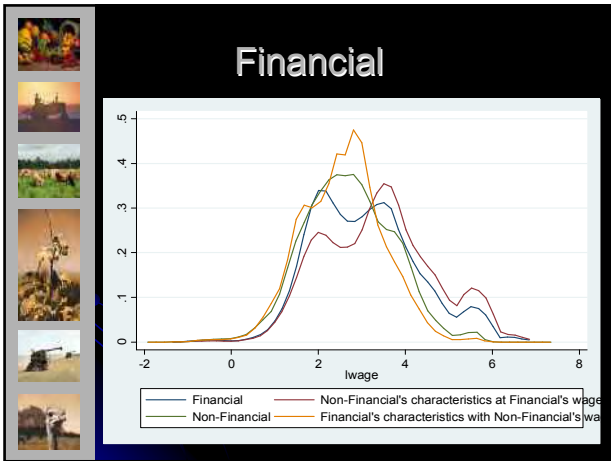 Financial
.5
.4
.3
.2
.1
0
-2 0 2 4 6 8
lwage
Financial Non-Financial's characteristics at Financial's wage
Non-Financial Financial's characteristics with Non-Financial's wa